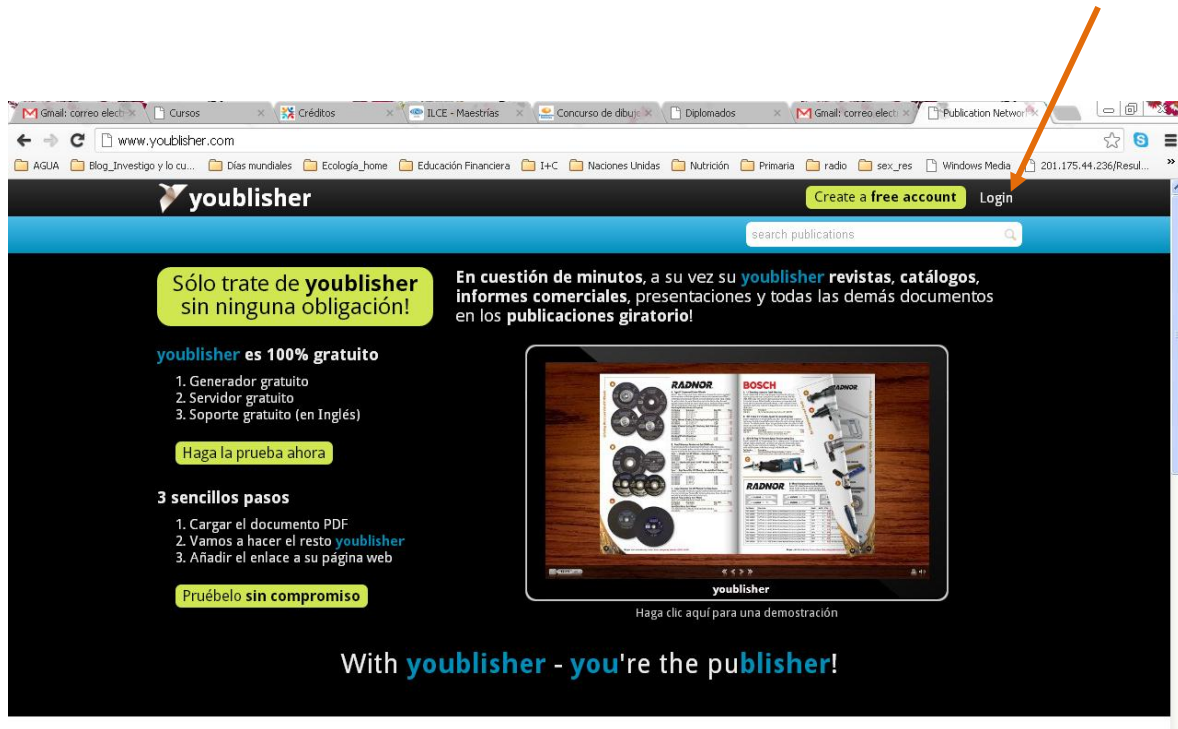 Gmail: correo elect
Cursos
Créditos
ILCE - Maestrías
Concurso de dibujo
Diplomados
Gmail: correo electr
Publication Networ
www.youblisher.com
AGUA
Blog_Investigo y lo cu...
Días mundiales
Ecología_home
Educación Financiera
I+C
Naciones Unidas
Nutrición
Primaria
radio
sex_res
Windows Media
201.175.44.236/Resul...
»
youblisher
Create a free account
Login
search publications
Sólo trate de youblisher
sin ninguna obligación!
En cuestión de minutos, a su vez su youblisher revistas, catálogos,
informes comerciales, presentaciones y todas las demás documentos
en los publicaciones giratorio!
youblisher es 100% gratuito
1. Generador gratuito
2. Servidor gratuito
3. Soporte gratuito (en Inglés)
Haga la prueba ahora
3 sencillos pasos
1. Cargar el documento PDF
2. Vamos a hacer el resto youblisher
3. Añadir el enlace a su página web
Pruébelo sin compromiso
RADNOR
BOSCH
RADNOR
RADNOR
youblisher
Haga clic aquí para una demostración
With youblisher - you're the publisher!